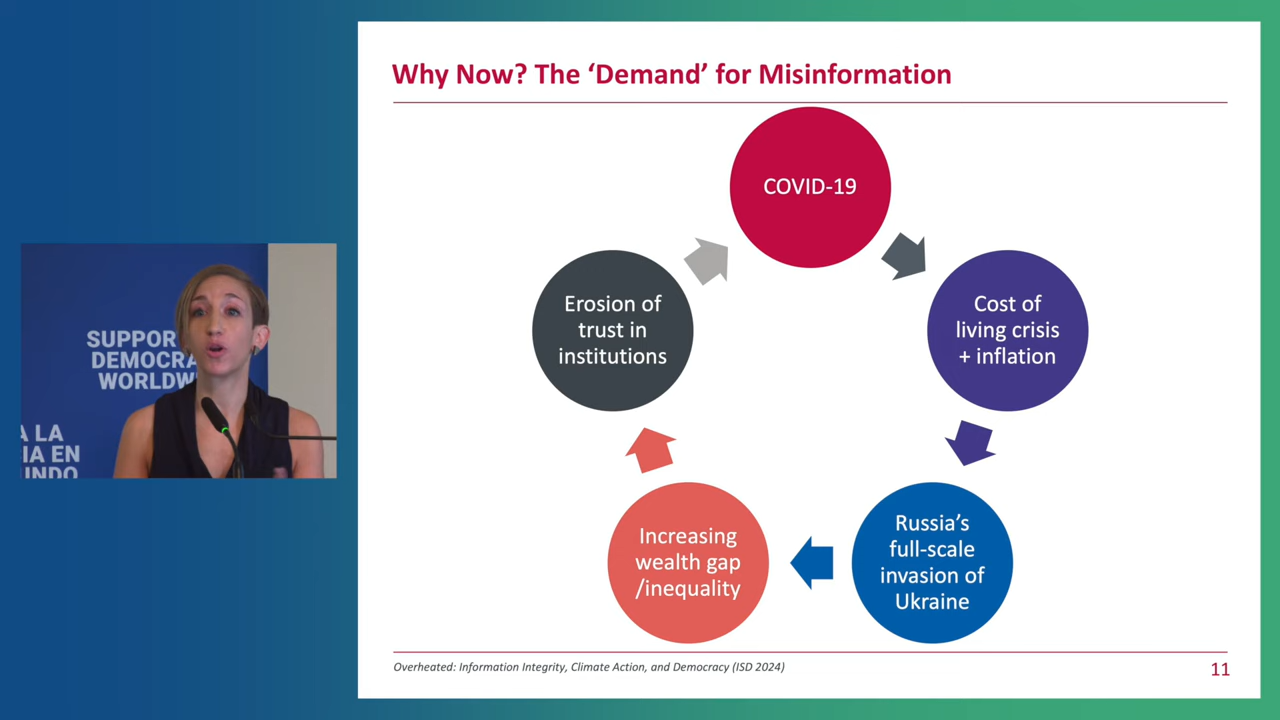 Why Now? The ‘Demand’ for Misinformation
COVID-19
Cost of
living crisis
+ inflation
Russia’s
full-scale
invasion of
Ukraine
Increasing
wealth gap
/inequality
Erosion of
trust in
institutions
Overheated: Information Integrity, Climate Action, and Democracy (ISD 2024)
11
SUPPOR
DEMOCRA
WORLDW
A LA
IA EN
UNDO